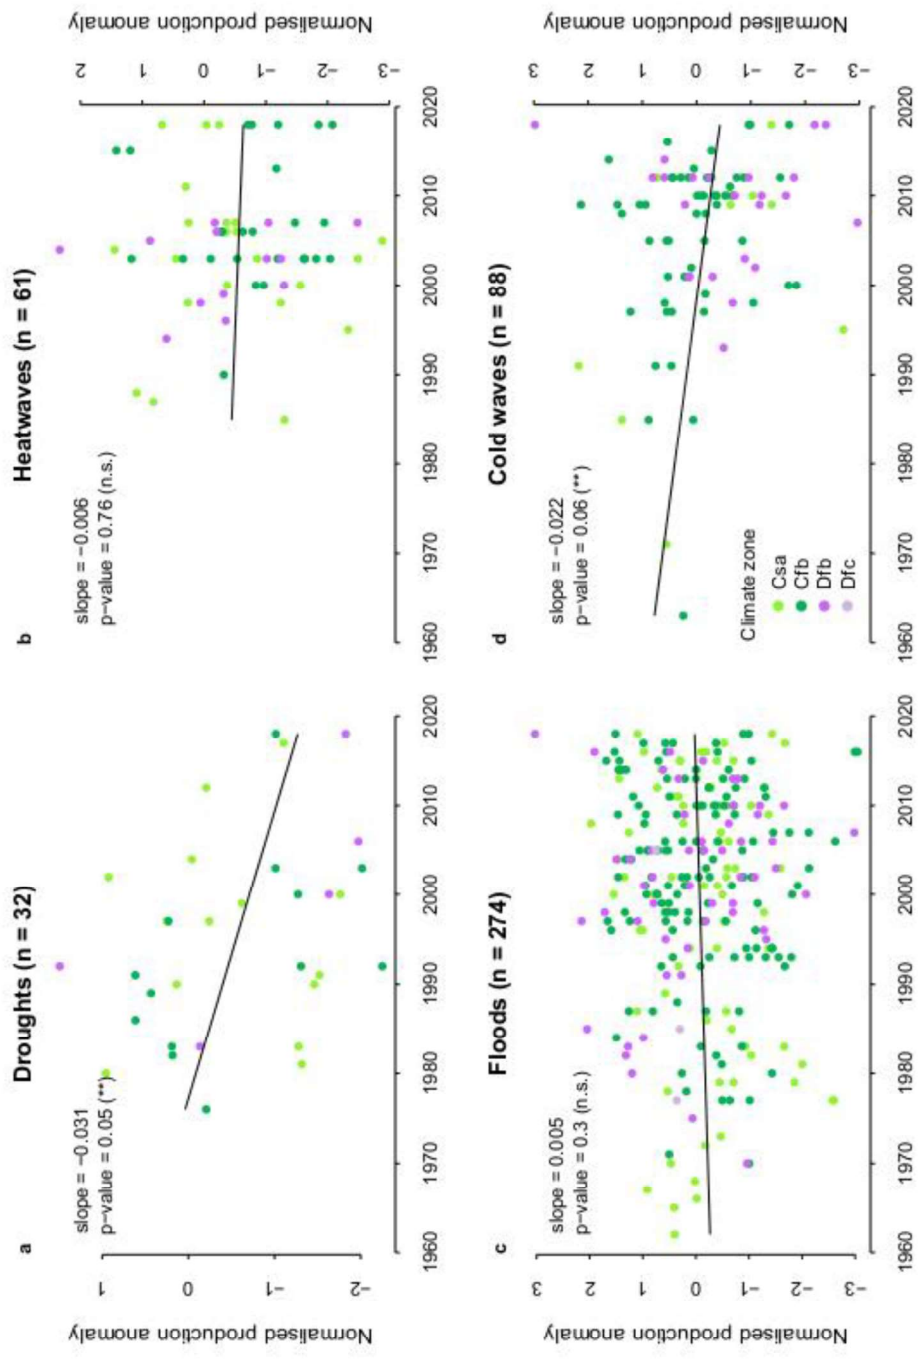 a
Droughts (n = 32)
slope = −0.031
p−value = 0.05 (**)
Normalised production anomaly
1
0
−1
−2
1960 1970 1980 1990 2000 2010 2020
b
Heatwaves (n = 61)
slope = −0.006
p−value = 0.76 (n.s.)
2
1
0
−1
−2
−3
Normalised production anomaly
1960 1970 1980 1990 2000 2010 2020
c
Floods (n = 274)
slope = 0.005
p−value = 0.3 (n.s.)
Normalised production anomaly
3
2
1
0
−1
−2
−3
1960 1970 1980 1990 2000 2010 2020
d
Cold waves (n = 88)
slope = −0.022
p−value = 0.06 (**)
Climate zone
Csa
Cfb
Dfb
Dfc
3
2
1
0
−1
−2
−3
Normalised production anomaly
1960 1970 1980 1990 2000 2010 2020